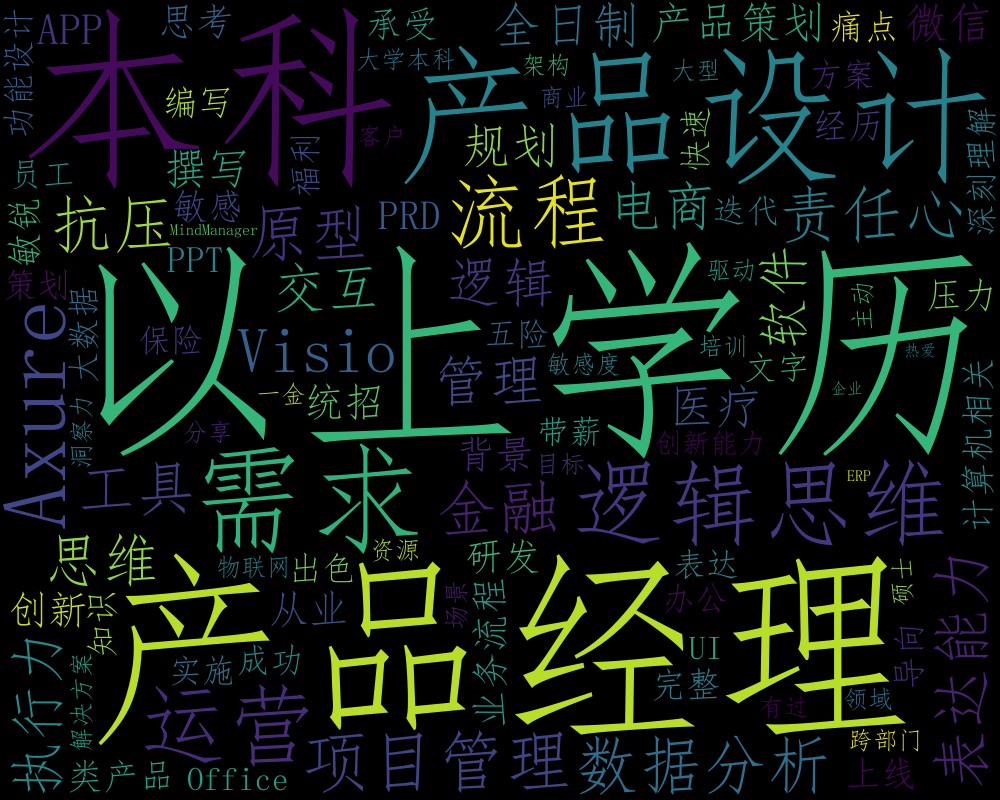 APP
思考
承受
全日制
产品策划
痛点
微信
功能设计
本科
大学本科
架构
大型
方案
编写
商业
产品设计
经历
客户
规划
快速
深刻理解
员工
撰写
福利
敏锐
抗压
敏感
MindManager
原型
PRD
流程
电商
迭代
责任心
PPT
策划
交互
逻辑
驱动
软件
主动
压力
以上学历
Axure
大数据
保险
Visio
五险
敏感度
培训
文字
热爱
管理
企业
一金
统招
医疗
洞察力
分享
带薪
创新能力
计算机相关
背景
目标
工具
需求
金融
逻辑思维
ERP
思维
物联网
出色
资源
研发
表达
硕士
创新
知识
从业
场景
办公
产品经理
业务流程
UI
导向
表达能力
执行力
解决方案
实施
成功
完整
有过
领域
运营
项目管理
数据分析
跨部门
类产品
Office
上线